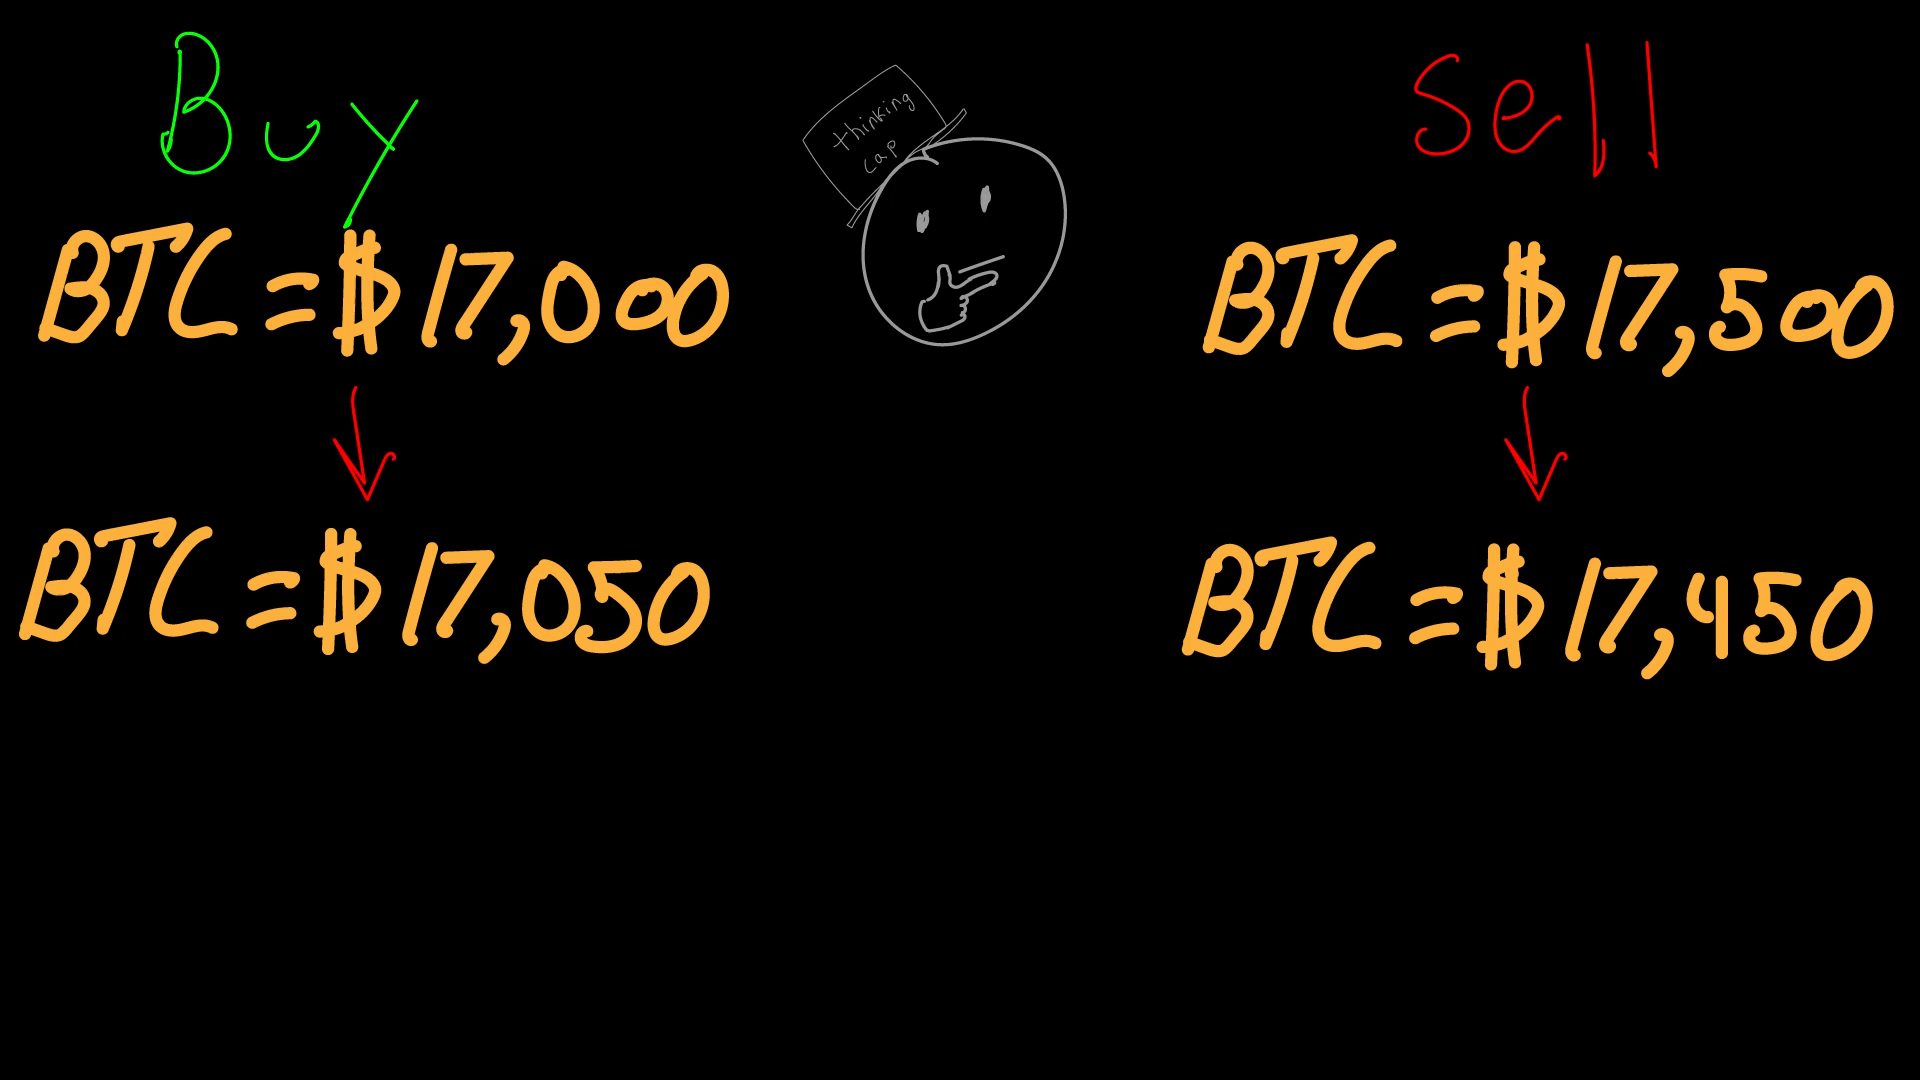 Buy
BTC = $17,000
BTC = $17,050
thinking
cap
Sell
BTC = $17,500
BTC = $17,450